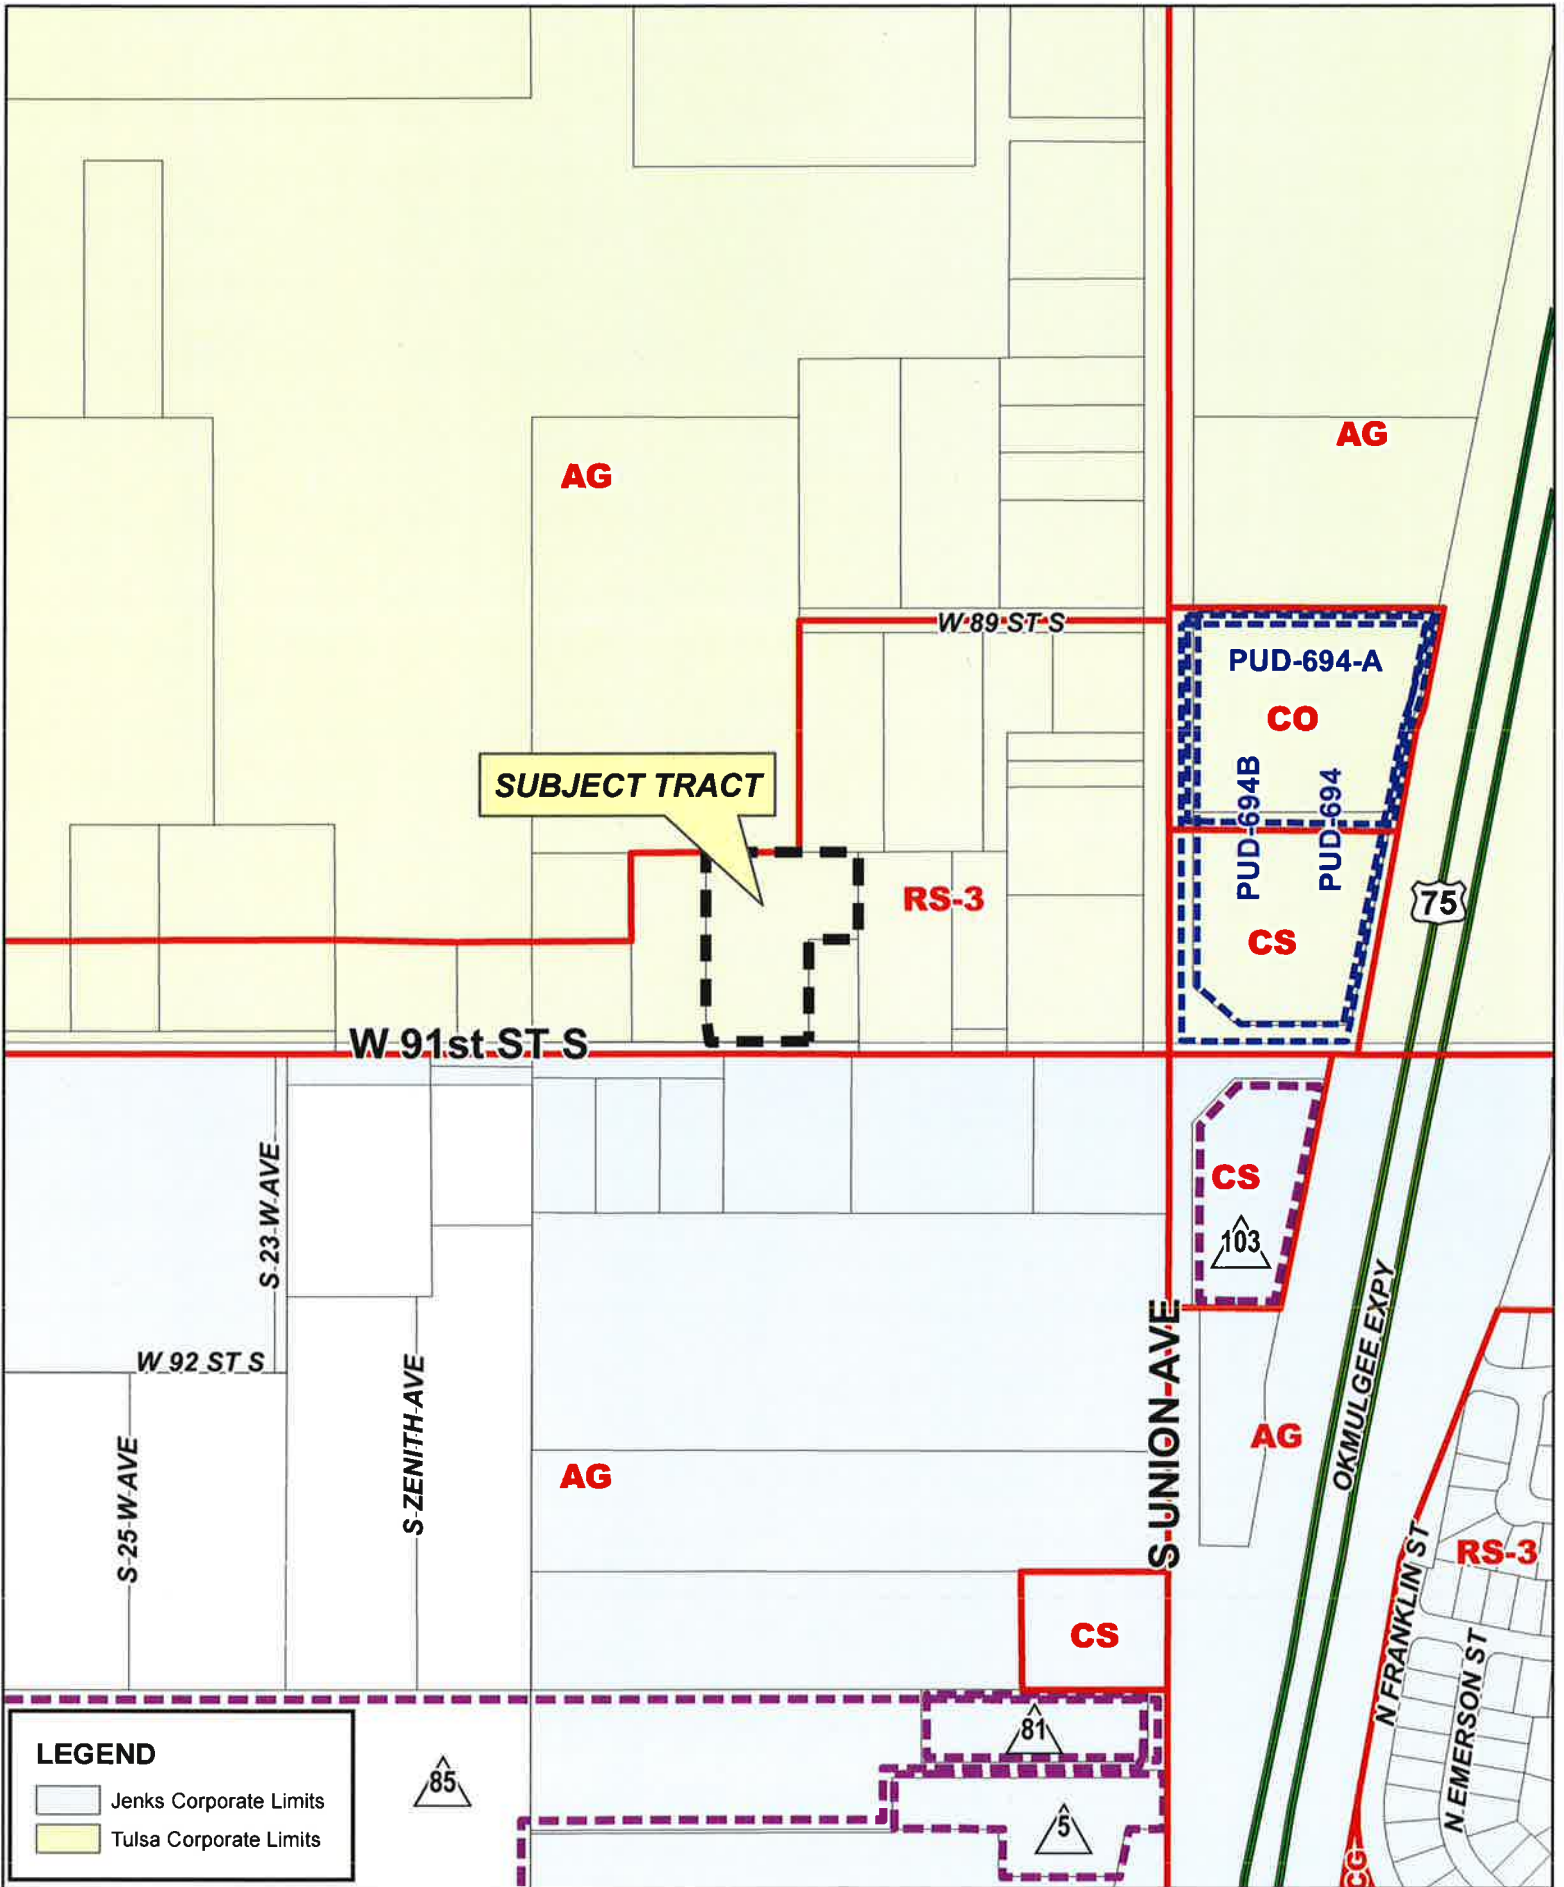 AG
AG
W 89 ST S
PUD-694-A
CO
SUBJECT TRACT
PUD-694B
PUD-694
RS-3
75
CS
W 91st ST S
S 23 W AVE
CS
103
W 92 ST S
S UNION AVE
OKMULGEE EXPY
S 25 W AVE
S ZENITH AVE
AG
AG
N FRANKLIN ST
RS-3
CS
N EMERSON ST
81
85
5
CG
LEGEND
Jenks Corporate Limits
Tulsa Corporate Limits